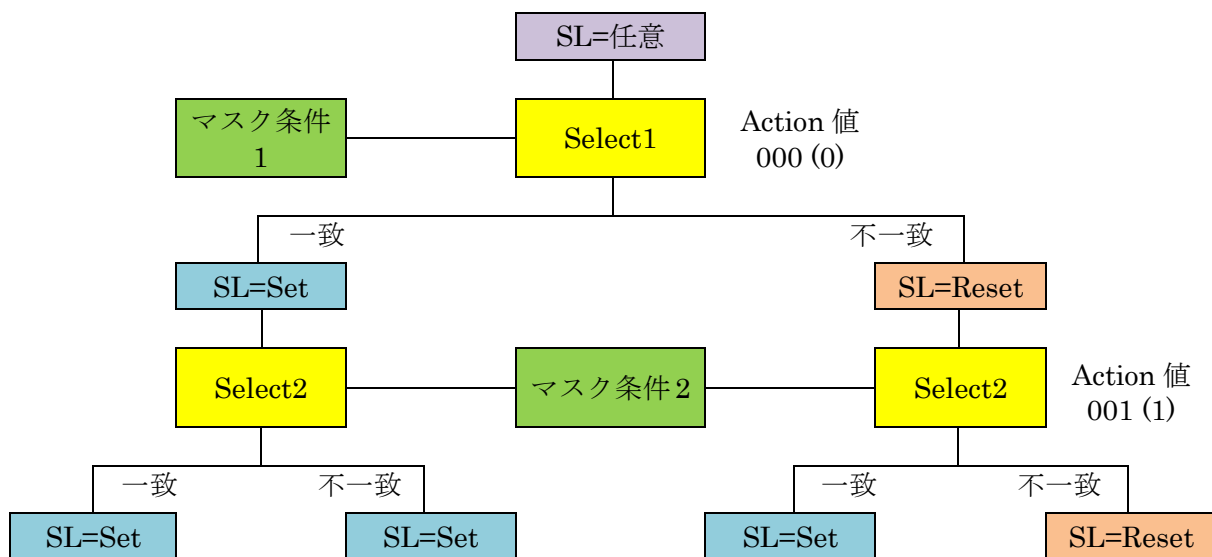 SL=任意
マスク条件
1
Select1
Action 値
000 (0)
一致
不一致
SL=Set
SL=Reset
Select2
マスク条件 2
Select2
Action 値
001 (1)
一致
不一致
一致
不一致
SL=Set
SL=Set
SL=Set
SL=Reset